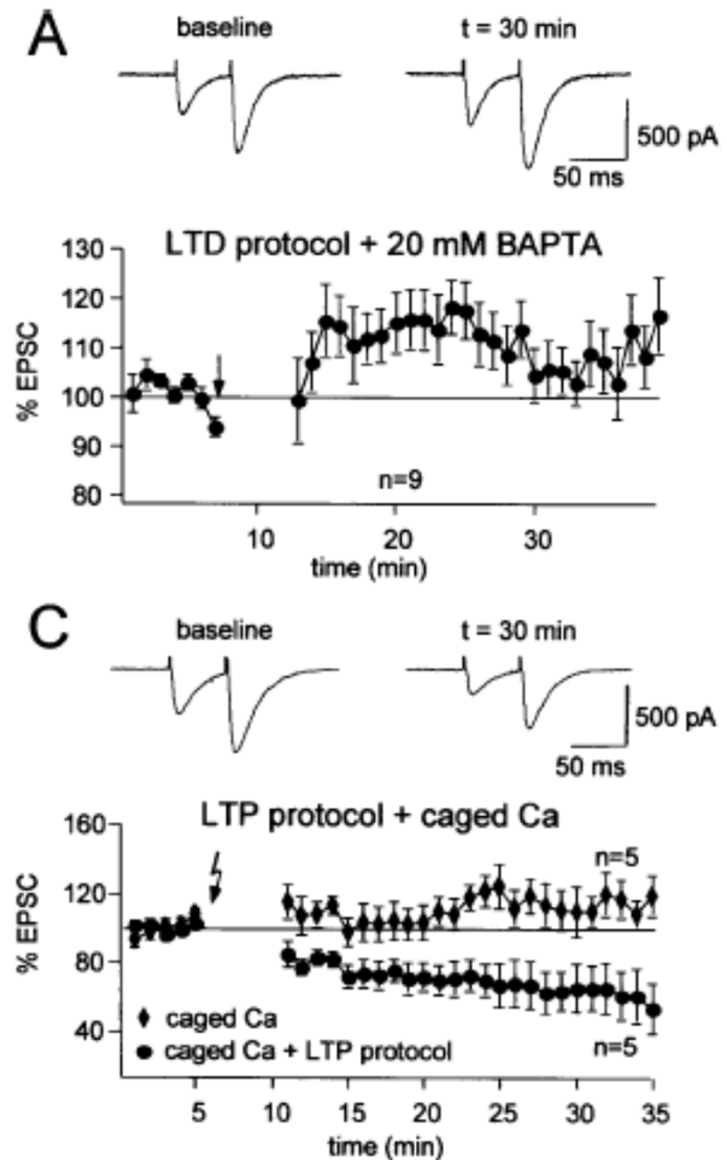 A
baseline
t = 30 min
500 pA
50 ms
LTD protocol + 20 mM BAPTA
130
120
110
100
90
80
% EPSC
n=9
10
20
30
time (min)
C
baseline
t = 30 min
500 pA
50 ms
LTP protocol + caged Ca
160
120
80
40
% EPSC
n=5
caged Ca
caged Ca + LTP protocol
n=5
5
10
15
20
25
30
35
time (min)